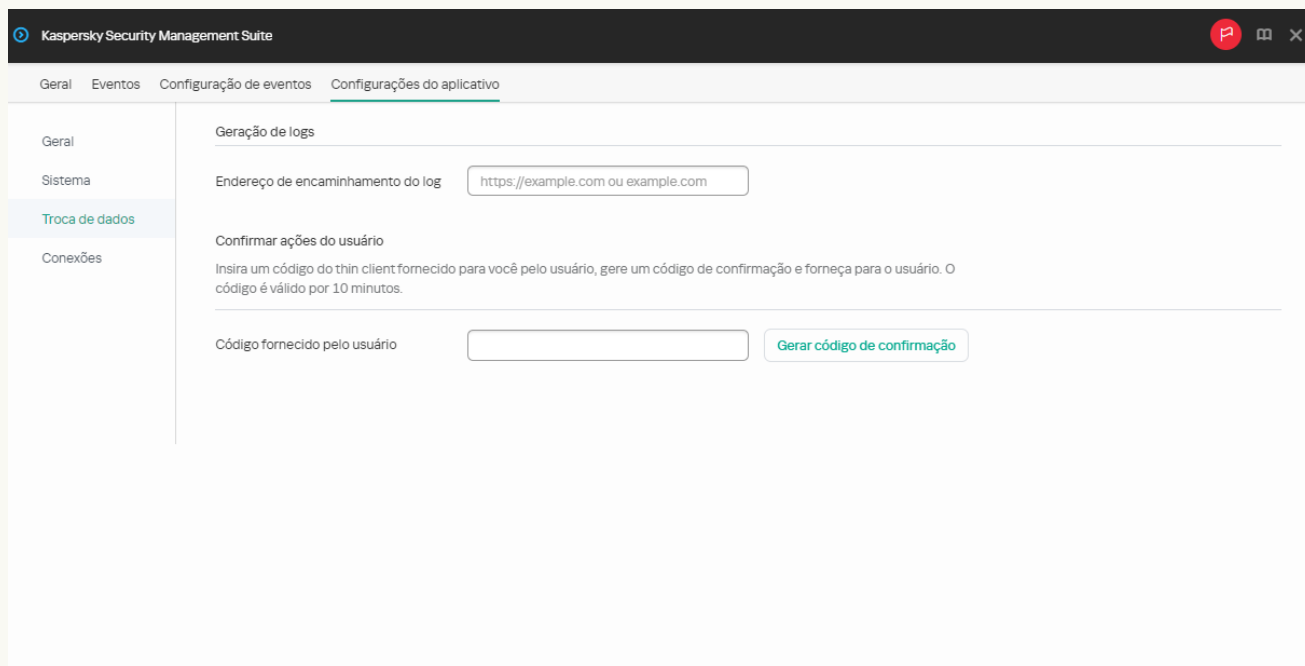 Kaspersky Security Management Suite
Geral Eventos Configuração de eventos Configurações do aplicativo
Geral
Sistema
Troca de dados
Conexões
Geração de logs
Endereço de encaminhamento do log https://example.com ou example.com
Confirmar ações do usuário
Insira um código do thin client fornecido para você pelo usuário, gere um código de confirmação e forneça para o usuário. O
código é válido por 10 minutos.
Código fornecido pelo usuário Gerar código de confirmação